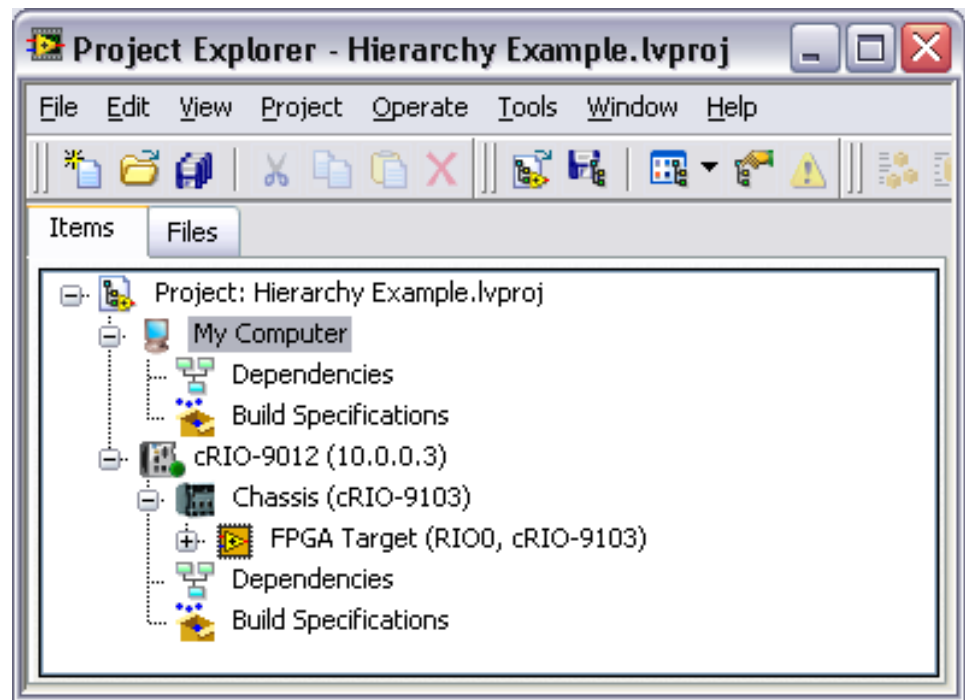 Project Explorer - Hierarchy Example.lvproj
File Edit View Project Operate Tools Window Help
Items Files
Project: Hierarchy Example.lvproj
My Computer
Dependencies
Build Specifications
cRIO-9012 (10.0.0.3)
Chassis (cRIO-9103)
FPGA Target (RIO0, cRIO-9103)
Dependencies
Build Specifications